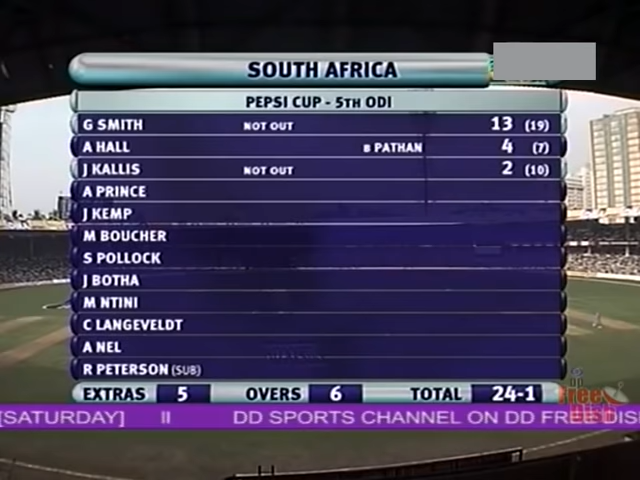 SOUTH AFRICA
PEPSI CUP - 5TH ODI
G SMITH NOT OUT 13 (19)
A HALL B PATHAN 4 (7)
J KALLIS NOT OUT 2 (10)
A PRINCE
J KEMP
M BOUCHER
S POLLOCK
J BOTHA
M NTINI
C LANGEVELDT
A NEL
R PETERSON (SUB)
EXTRAS 5 OVERS 6 TOTAL 24-1
Free
Dish
[SATURDAY] II DD SPORTS CHANNEL ON DD FREE DIS